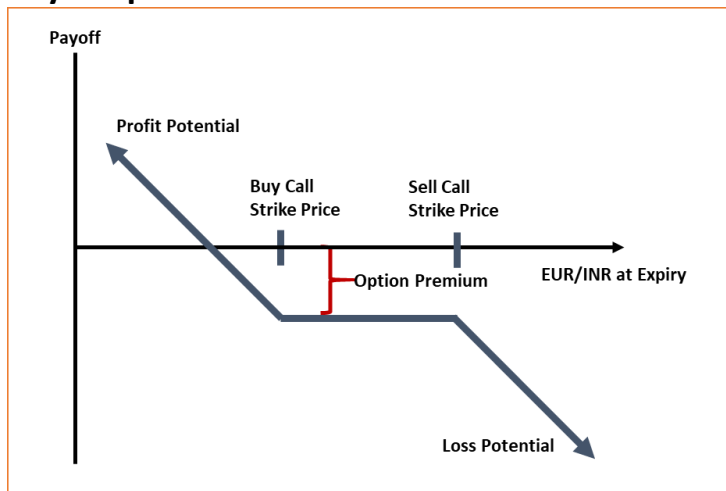 Payoff
Profit Potential
Buy Call
Strike Price
Sell Call
Strike Price
Option Premium
EUR/INR at Expiry
Loss Potential